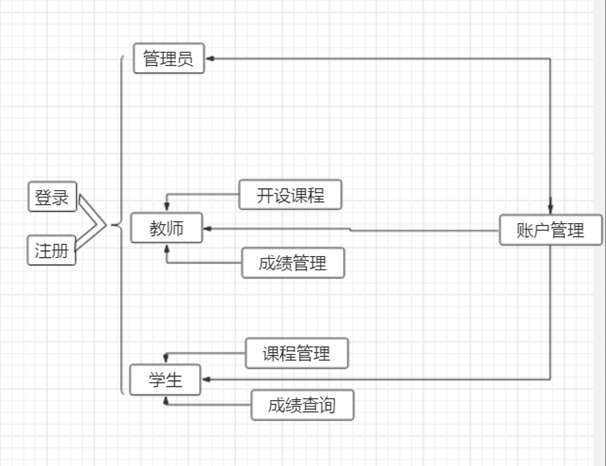 管理员
登录
开设课程
教师
账户管理
注册
成绩管理
课程管理
学生
成绩查询